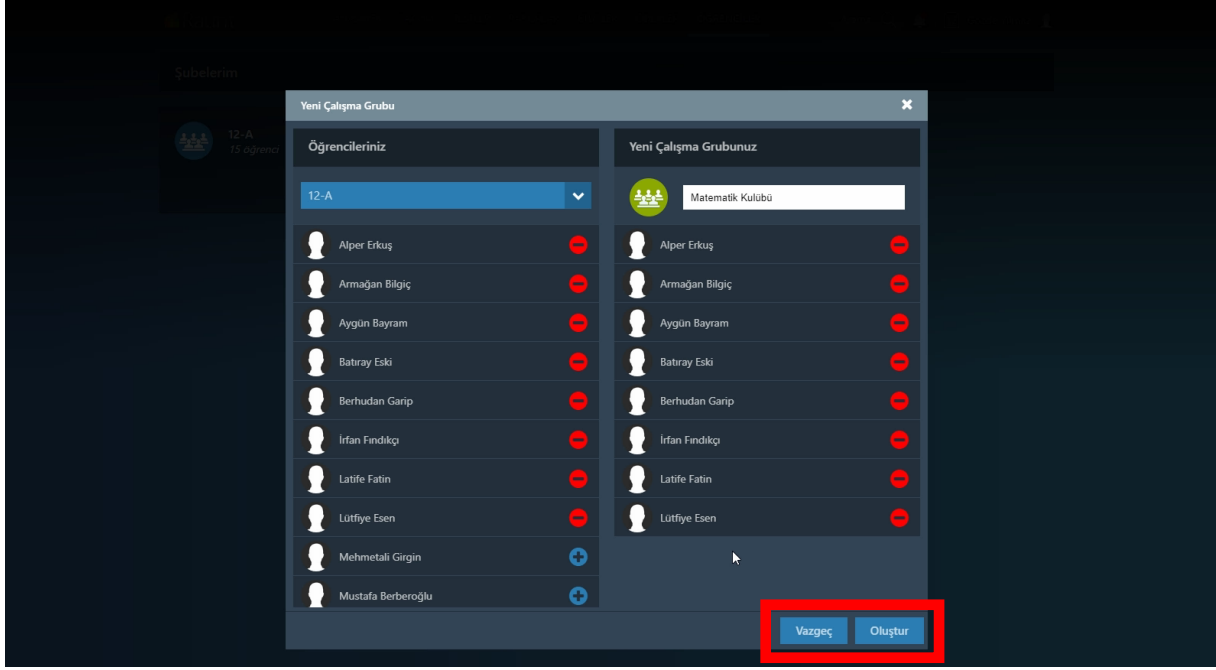 Şubelerim
12-A
15 öğrenci
Yeni Çalışma Grubu
Öğrencileriniz
12-A
Alper Erkuş
Armağan Bilgiç
Aygün Bayram
Batıray Eski
Berhudan Garip
İrfan Fındıkçı
Latife Fatin
Lütfiye Esen
Mehmetali Girgin
Mustafa Berberoğlu
Yeni Çalışma Grubunuz
Matematik Kulübü
Alper Erkuş
Armağan Bilgiç
Aygün Bayram
Batıray Eski
Berhudan Garip
İrfan Fındıkçı
Latife Fatin
Lütfiye Esen
Vazgeç
Oluştur